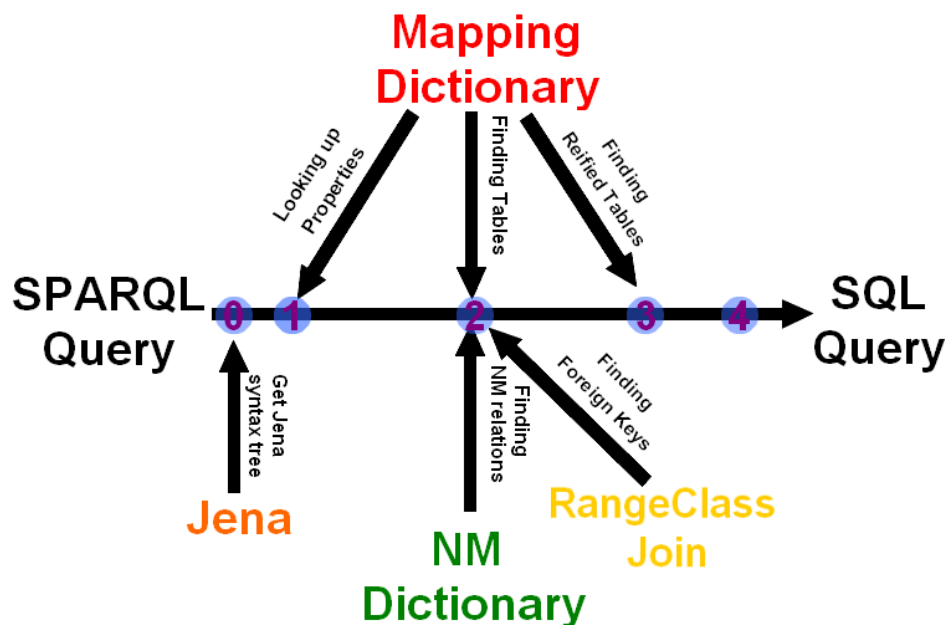 Mapping
Dictionary
Looking up
Properties
Finding Tables
Finding
Reified Tables
SPARQL
Query
0
1
2
3
4
SQL
Query
Get Jena
syntax tree
Finding
NM relations
Finding
Foreign Keys
Jena
NM
Dictionary
RangeClass
Join